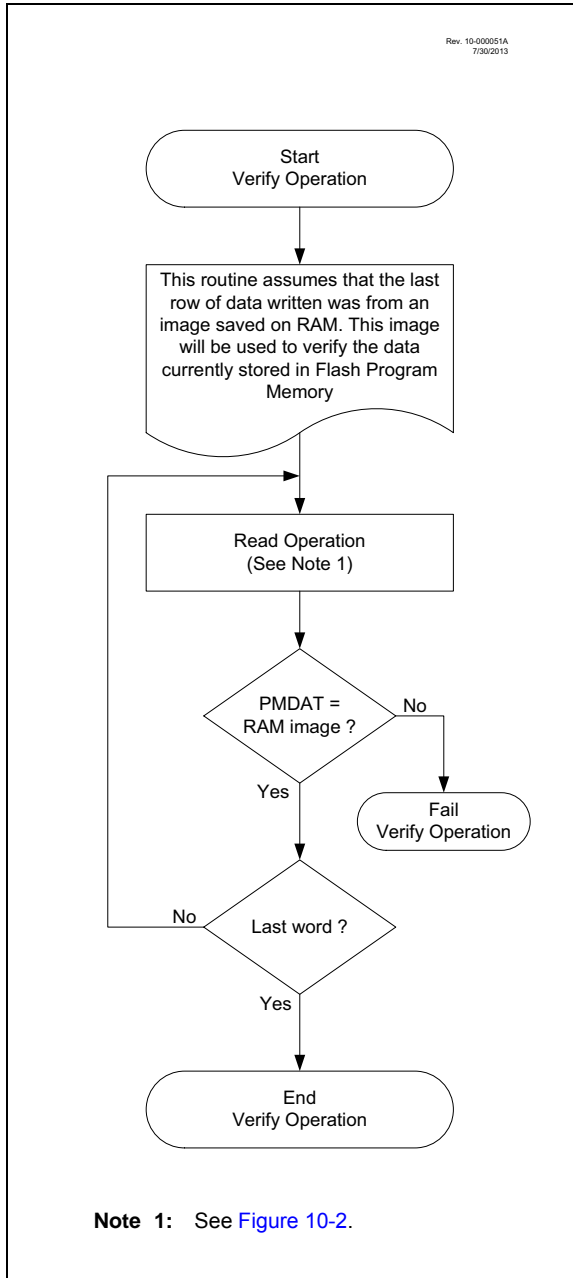 Rev. 10-000051A
7/30/2013
Start
Verify Operation
This routine assumes that the last
row of data written was from an
image saved on RAM. This image
will be used to verify the data
currently stored in Flash Program
Memory
Read Operation
(See Note 1)
PMDAT =
RAM image ?
No
Yes
Fail
Verify Operation
Last word ?
No
Yes
End
Verify Operation
Note 1: See Figure 10-2.